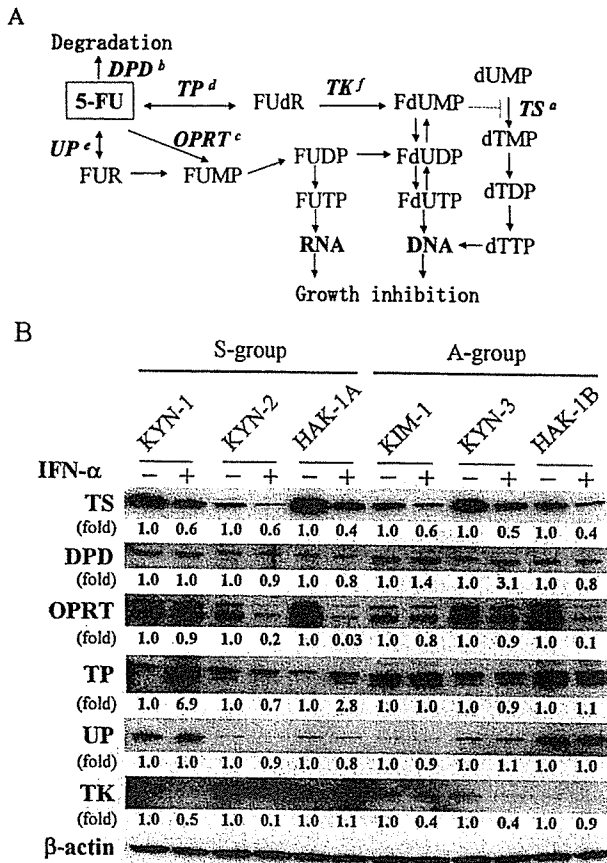 A
Degradation
DPD b
dUMP
5-FU
TP d
FUdR
TK f
FdUMP
TS a
UP e
OPRT c
dTMP
FUDP
FdUDP
FUR
FUMP
dTDP
FUTP
FdUTP
RNA
DNA
dTTP
Growth inhibition
B
S-group A-group
KYN-1 KYN-2 HAK-1A KIM-1 KYN-3 HAK-1B
IFN-α − + − + − + − + − + − +
TS
(fold) 1.0 0.6 1.0 0.6 1.0 0.4 1.0 0.6 1.0 0.5 1.0 0.4
DPD
(fold) 1.0 1.0 1.0 0.9 1.0 0.8 1.0 1.4 1.0 3.1 1.0 0.8
OPRT
(fold) 1.0 0.9 1.0 0.2 1.0 0.03 1.0 0.8 1.0 0.9 1.0 0.1
TP
(fold) 1.0 6.9 1.0 0.7 1.0 2.8 1.0 1.0 1.0 0.9 1.0 1.1
UP
(fold) 1.0 1.0 1.0 0.9 1.0 0.8 1.0 0.9 1.0 1.1 1.0 1.0
TK
(fold) 1.0 0.5 1.0 0.1 1.0 1.1 1.0 0.4 1.0 0.4 1.0 0.9
β-actin